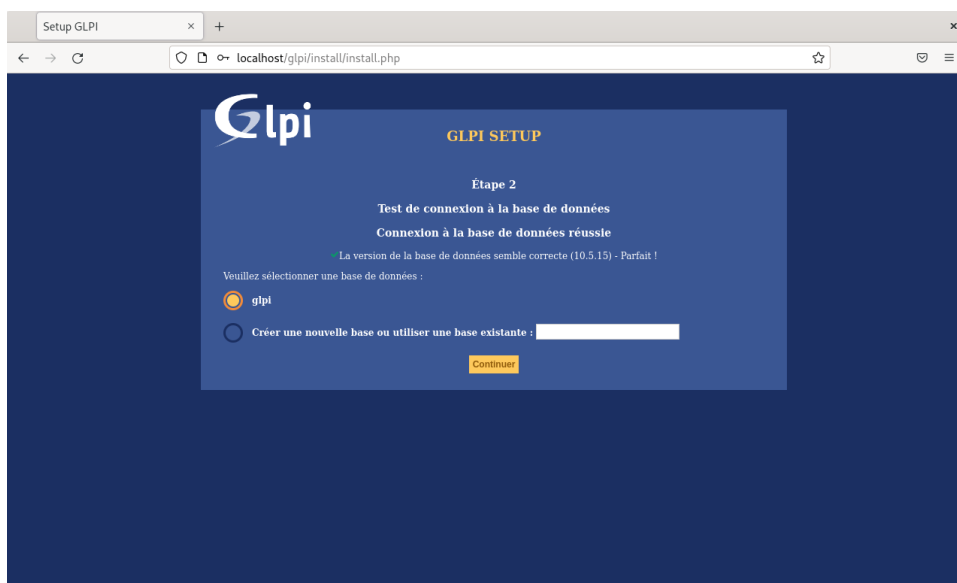 Setup GLPI
localhost/glpi/install/install.php
Glpi
GLPI SETUP
Étape 2
Test de connexion à la base de données
Connexion à la base de données réussie
La version de la base de données semble correcte (10.5.15) - Parfait !
Veuillez sélectionner une base de données :
glpi
Créer une nouvelle base ou utiliser une base existante :
Continuer